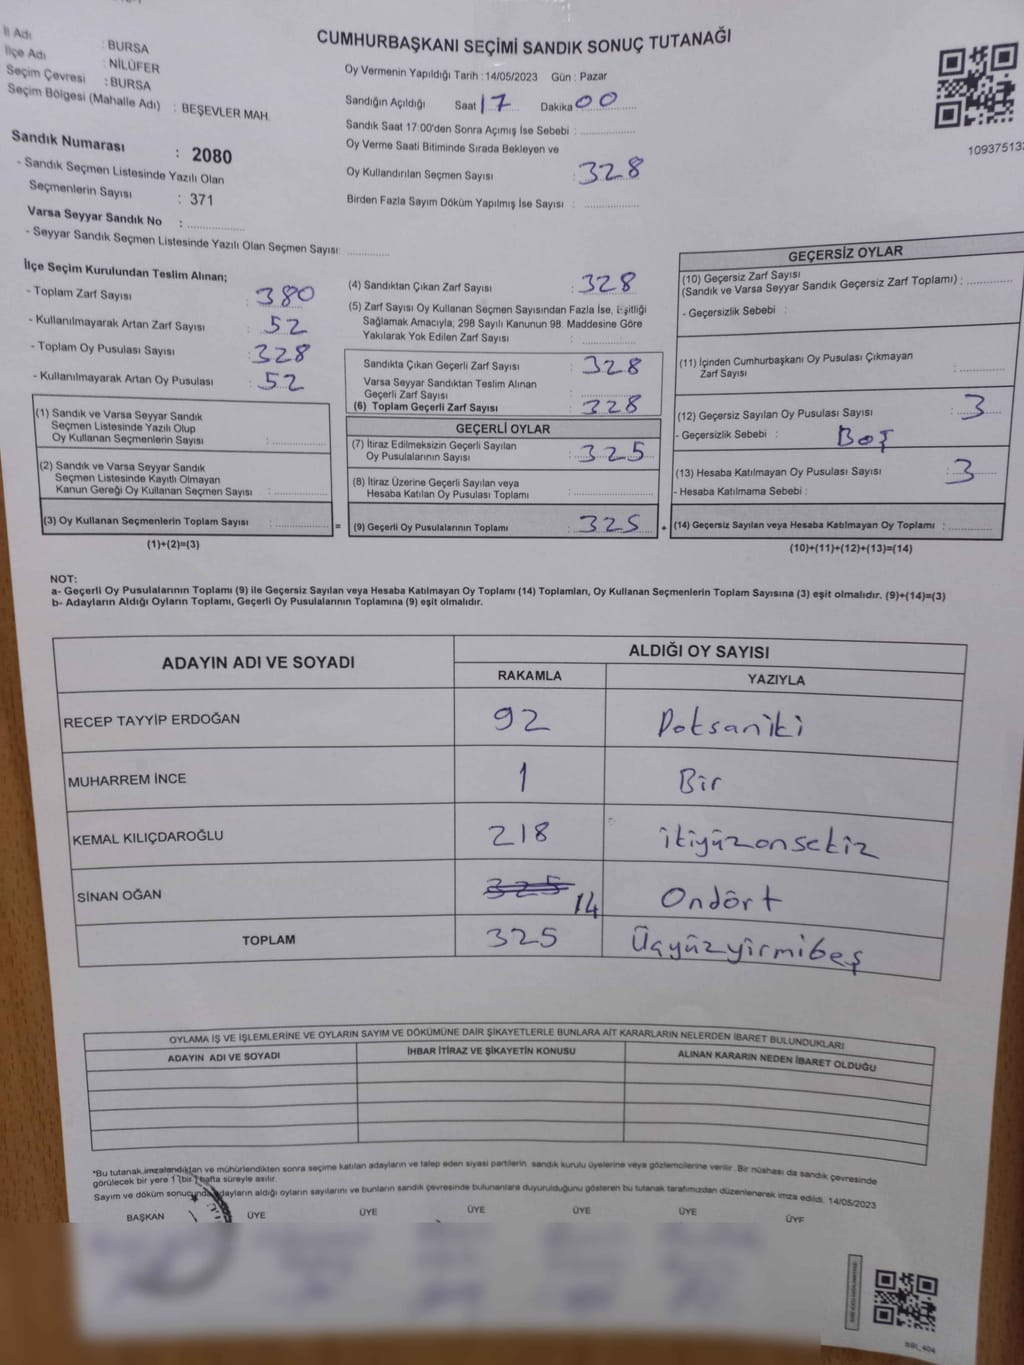 İl Adı : BURSA
İlçe Adı : NİLÜFER
Seçim Çevresi : BURSA
Seçim Bölgesi (Mahalle Adı) : BEŞEVLER MAH.
Sandık Numarası : 2080
- Sandık Seçmen Listesinde Yazılı Olan
Seçmenlerin Sayısı : 371
Varsa Seyyar Sandık No : ..................
- Seyyar Sandık Seçmen Listesinde Yazılı Olan Seçmen Sayısı: .............
CUMHURBAŞKANI SEÇİMİ SANDIK SONUÇ TUTANAĞI
Oy Vermenin Yapıldığı Tarih : 14/05/2023 Gün : Pazar
Sandığın Açıldığı Saat 17 Dakika 00
Sandık Saat 17:00'den Sonra Açımış İse Sebebi : ..................
Oy Verme Saati Bitiminde Sırada Bekleyen ve
Oy Kullandırılan Seçmen Sayısı : 328
Birden Fazla Sayım Döküm Yapılmış İse Sayısı : ..................
109375133
İlçe Seçim Kurulundan Teslim Alınan;
- Toplam Zarf Sayısı : 380
- Kullanılmayarak Artan Zarf Sayısı : 52
- Toplam Oy Pusulası Sayısı : 328
- Kullanılmayarak Artan Oy Pusulası : 52
(1) Sandık ve Varsa Seyyar Sandık
Seçmen Listesinde Yazılı Olup
Oy Kullanan Seçmenlerin Sayısı : ..................
(2) Sandık ve Varsa Seyyar Sandık
Seçmen Listesinde Kayıtlı Olmayan
Kanun Gereği Oy Kullanan Seçmen Sayısı : ..................
(3) Oy Kullanan Seçmenlerin Toplam Sayısı : .................. =
(1)+(2)=(3)
(4) Sandıktan Çıkan Zarf Sayısı : 328
(5) Zarf Sayısı Oy Kullanan Seçmen Sayısından Fazla İse, Eşitliği
Sağlamak Amacıyla; 298 Sayılı Kanunun 98. Maddesine Göre
Yakılarak Yok Edilen Zarf Sayısı : ..................
Sandıkta Çıkan Geçerli Zarf Sayısı : 328
Varsa Seyyar Sandıktan Teslim Alınan
Geçerli Zarf Sayısı : ..................
(6) Toplam Geçerli Zarf Sayısı : 328
GEÇERLİ OYLAR
(7) İtiraz Edilmeksizin Geçerli Sayılan
Oy Pusulalarının Sayısı : 325
(8) İtiraz Üzerine Geçerli Sayılan veya
Hesaba Katılan Oy Pusulası Toplamı : ..................
(9) Geçerli Oy Pusulalarının Toplamı : 325 +
GEÇERSİZ OYLAR
(10) Geçersiz Zarf Sayısı
(Sandık ve Varsa Seyyar Sandık Geçersiz Zarf Toplamı) : .............
- Geçersizlik Sebebi :
(11) İçinden Cumhurbaşkanı Oy Pusulası Çıkmayan
Zarf Sayısı : .............
(12) Geçersiz Sayılan Oy Pusulası Sayısı : 3
- Geçersizlik Sebebi : Boş
(13) Hesaba Katılmayan Oy Pusulası Sayısı : 3
- Hesaba Katılmama Sebebi :
(14) Geçersiz Sayılan veya Hesaba Katılmayan Oy Toplamı : .............
(10)+(11)+(12)+(13)=(14)
NOT:
a- Geçerli Oy Pusulalarının Toplamı (9) ile Geçersiz Sayılan veya Hesaba Katılmayan Oy Toplamı (14) Toplamları, Oy Kullanan Seçmenlerin Toplam Sayısına (3) eşit olmalıdır. (9)+(14)=(3)
b- Adayların Aldığı Oyların Toplamı, Geçerli Oy Pusulalarının Toplamına (9) eşit olmalıdır.
ADAYIN ADI VE SOYADI
ALDIĞI OY SAYISI
RAKAMLA YAZIYLA
RECEP TAYYİP ERDOĞAN 92 Doksaniki
MUHARREM İNCE 1 Bir
KEMAL KILIÇDAROĞLU 218 ikiyüzonsekiz
SİNAN OĞAN 325 14 Ondört
TOPLAM 325 Üçyüzyirmibeş
OYLAMA İŞ VE İŞLEMLERİNE VE OYLARIN SAYIM VE DÖKÜMÜNE DAİR ŞİKAYETLERLE BUNLARA AİT KARARLARIN NELERDEN İBARET BULUNDUKLARI
ADAYIN ADI VE SOYADI İHBAR İTİRAZ VE ŞİKAYETİN KONUSU ALINAN KARARIN NEDEN İBARET OLDUĞU
*Bu tutanak,imzalandıktan ve mühürlendikten sonra seçime katılan adayların ve talep eden siyasi partilerin sandık kurulu üyelerine veya gözlemcilerine verilir. Bir nüshası da sandık çevresinde
görülecek bir yere 1 (bir) hafta süreyle asılır.
Sayım ve döküm sonucunda adayların aldığı oyların sayılarını ve bunların sandık çevresinde bulunanlara duyurulduğunu gösteren bu tutanak tarafımızdan düzenlenerek imza edildi. 14/05/2023
BAŞKAN ÜYE ÜYE ÜYE ÜYE ÜYE ÜYE